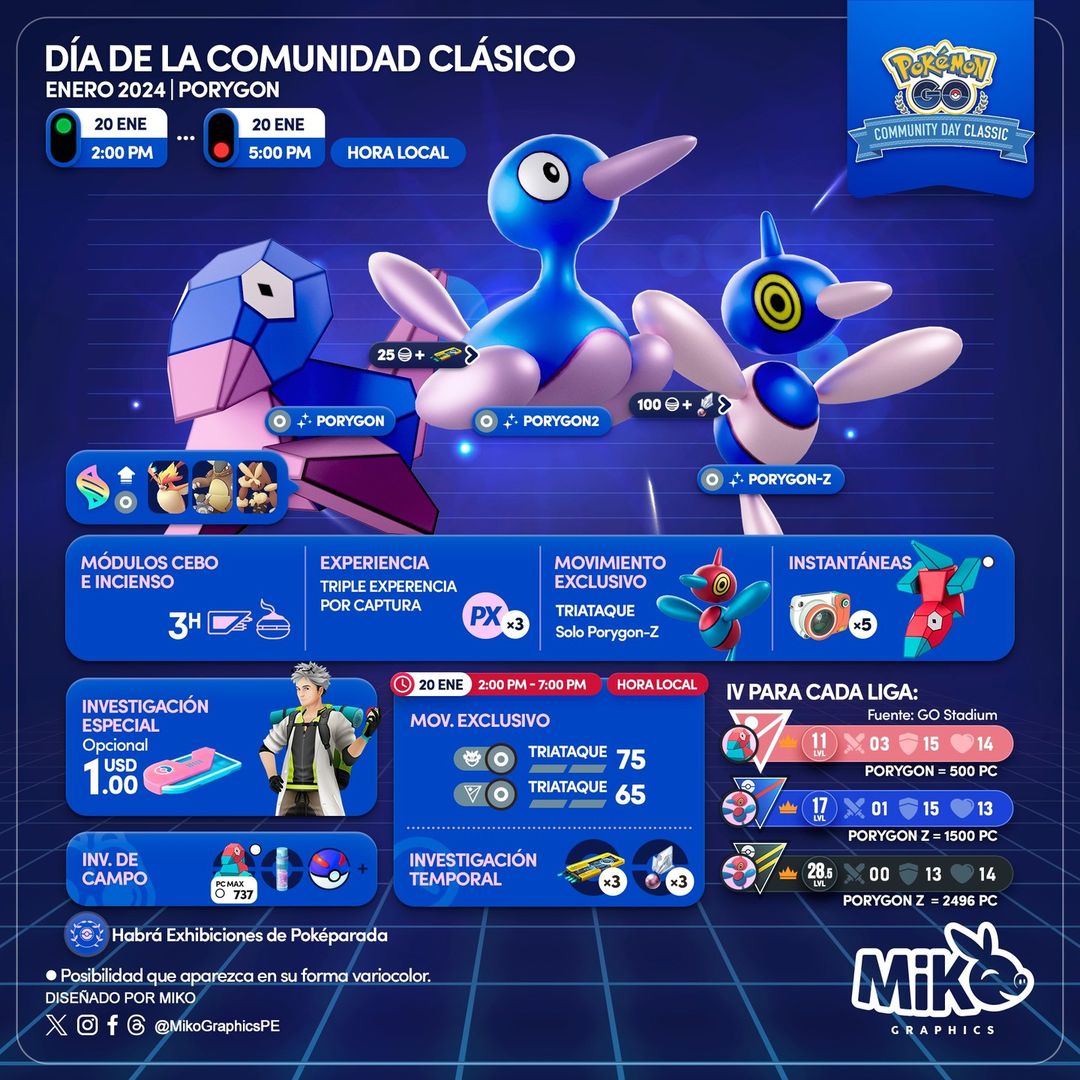 DÍA DE LA COMUNIDAD CLÁSICO
ENERO 2024 | PORYGON
20 ENE
2:00 PM
...
20 ENE
5:00 PM
HORA LOCAL
POKÉMON
GO
COMMUNITY DAY CLASSIC
25 +
100 +
PORYGON
PORYGON2
PORYGON-Z
MÓDULOS CEBO
E INCIENSO
3H
EXPERIENCIA
TRIPLE EXPERENCIA
POR CAPTURA
PX x3
MOVIMIENTO
EXCLUSIVO
TRIATAQUE
Solo Porygon-Z
INSTANTÁNEAS
x5
INVESTIGACIÓN
ESPECIAL
Opcional
1 USD
.00
20 ENE 2:00 PM - 7:00 PM HORA LOCAL
MOV. EXCLUSIVO
TRIATAQUE 75
TRIATAQUE 65
INVESTIGACIÓN
TEMPORAL
x3
x3
IV PARA CADA LIGA:
Fuente: GO Stadium
11 LVL 03 15 14
PORYGON = 500 PC
17 LVL 01 15 13
PORYGON Z = 1500 PC
28.5 LVL 00 13 14
PORYGON Z = 2496 PC
INV. DE
CAMPO
PC MAX
737
+
Habrá Exhibiciones de Poképarada
Posibilidad que aparezca en su forma variocolor.
DISEÑADO POR MIKO
@MikoGraphicsPE
MiKO
GRAPHICS